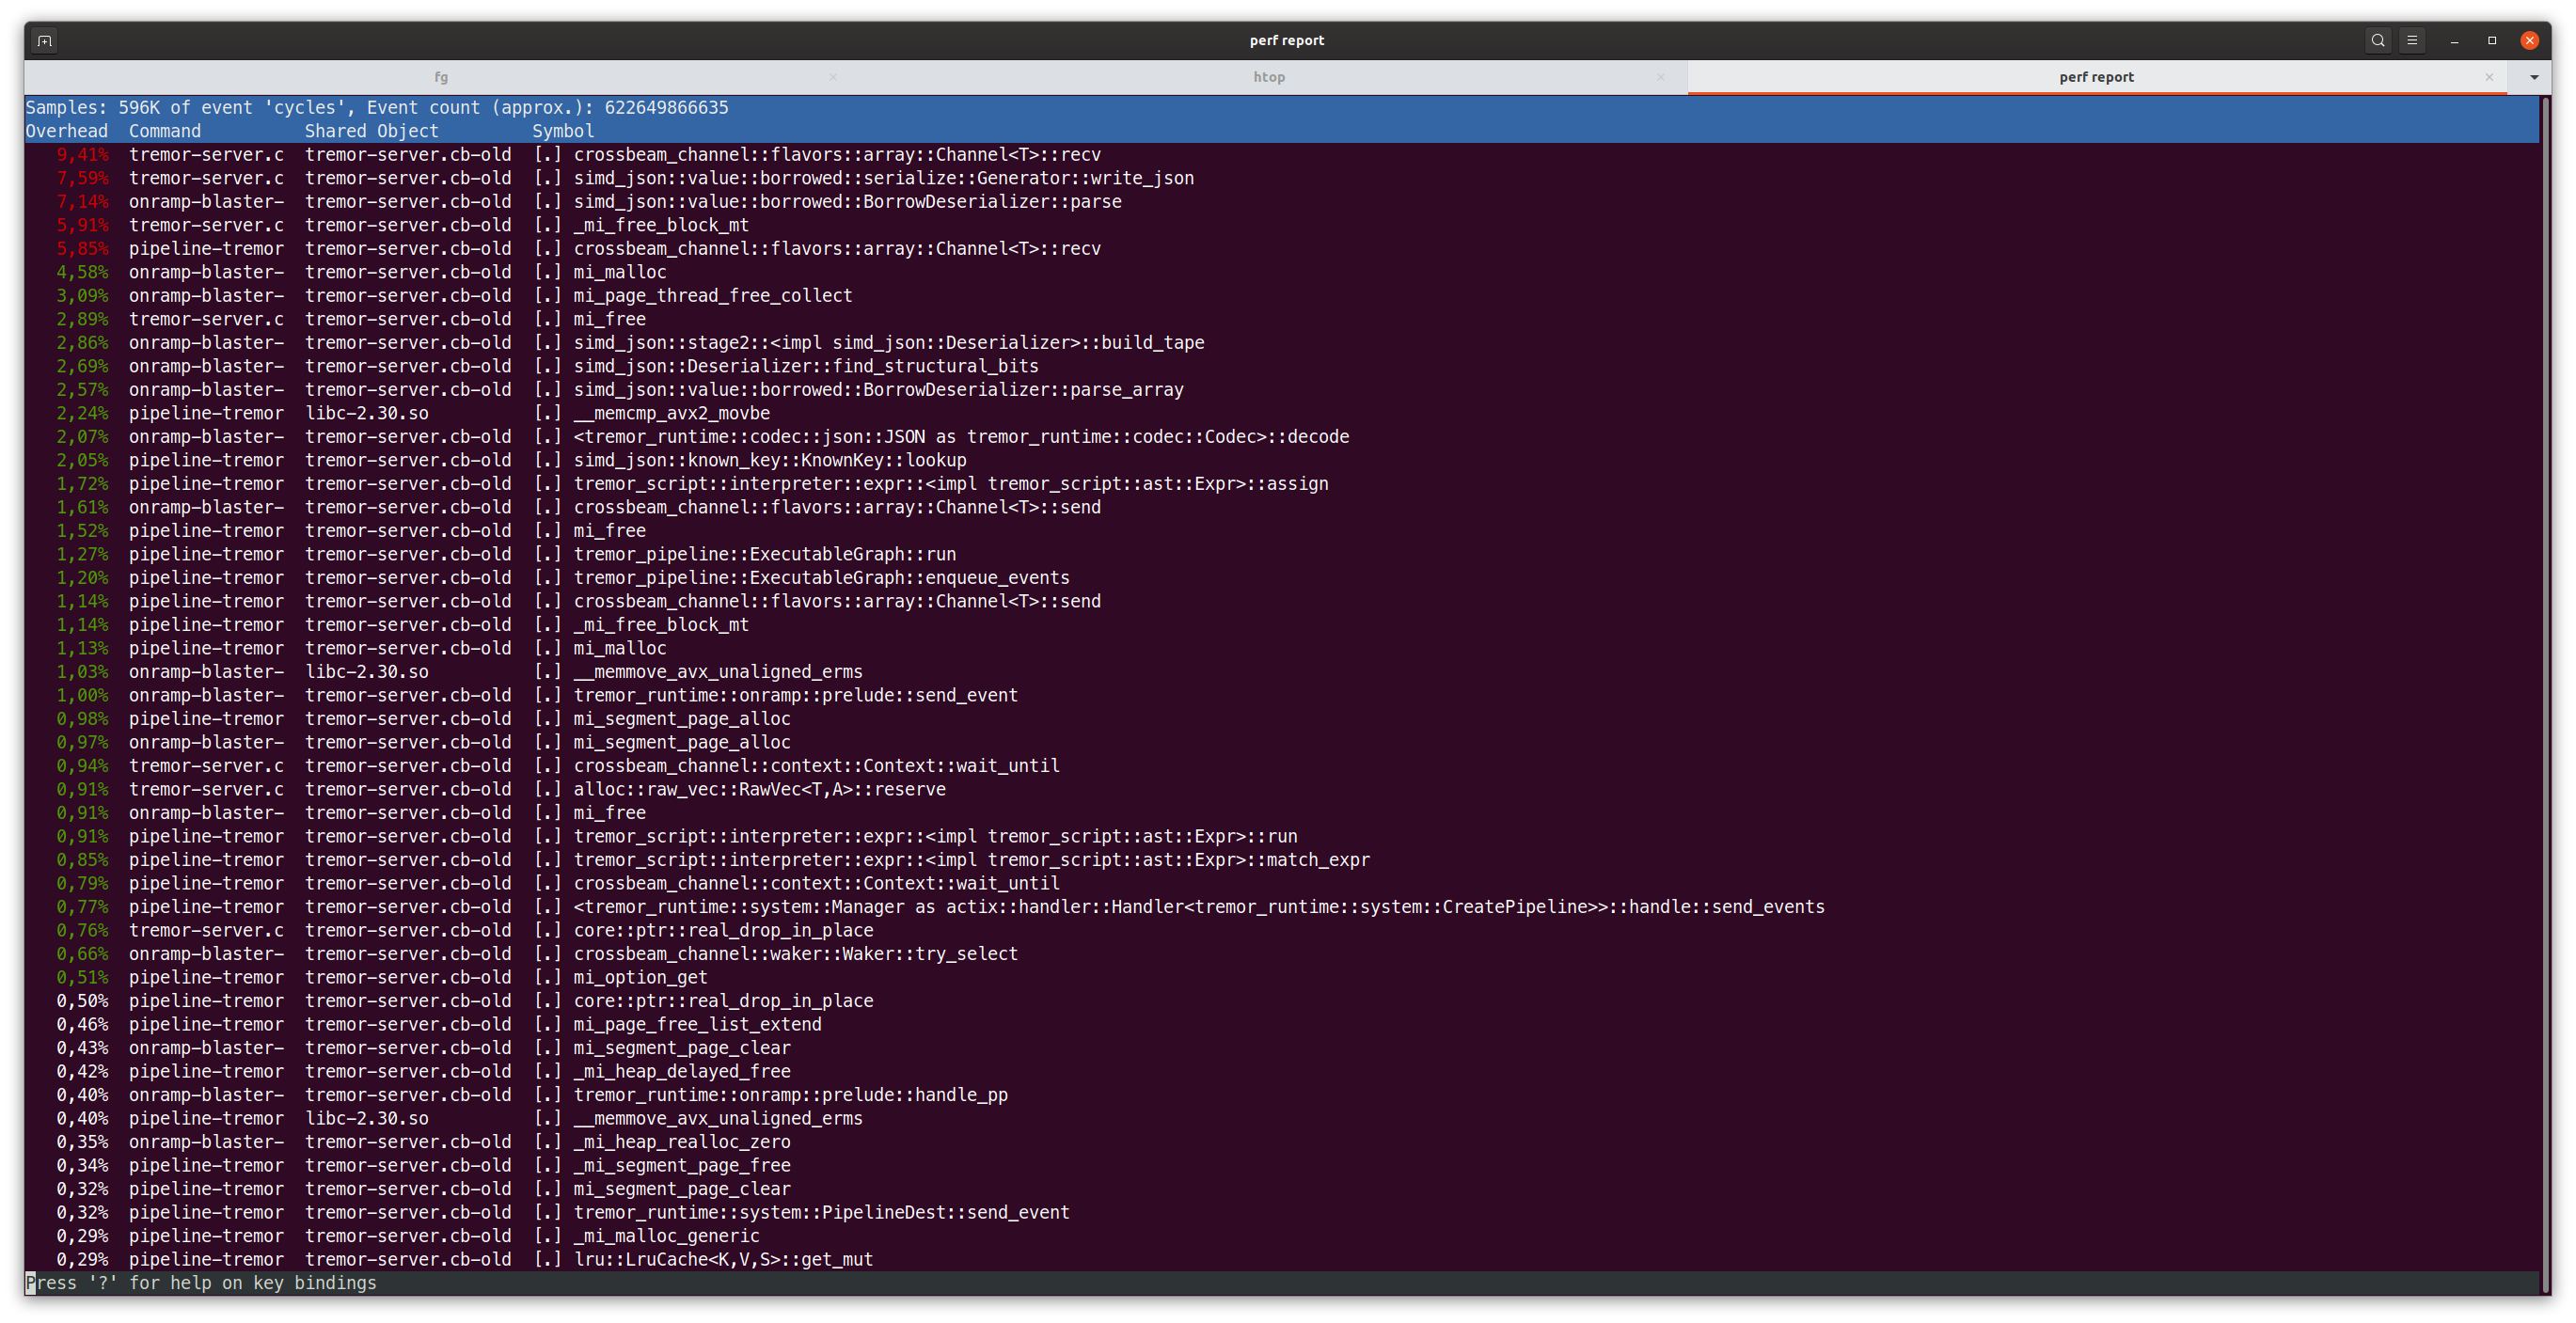 perf report
fg
htop
perf report
Samples: 596K of event 'cycles', Event count (approx.): 622649866635
Overhead  Command          Shared Object         Symbol
9,41%  tremor-server.c  tremor-server.cb-old  [.] crossbeam_channel::flavors::array::Channel<T>::recv
7,59%  tremor-server.c  tremor-server.cb-old  [.] simd_json::value::borrowed::serialize::Generator::write_json
7,14%  onramp-blaster-  tremor-server.cb-old  [.] simd_json::value::borrowed::BorrowDeserializer::parse
5,91%  tremor-server.c  tremor-server.cb-old  [.] _mi_free_block_mt
5,85%  pipeline-tremor  tremor-server.cb-old  [.] crossbeam_channel::flavors::array::Channel<T>::recv
4,58%  onramp-blaster-  tremor-server.cb-old  [.] mi_malloc
3,09%  onramp-blaster-  tremor-server.cb-old  [.] mi_page_thread_free_collect
2,89%  tremor-server.c  tremor-server.cb-old  [.] mi_free
2,86%  onramp-blaster-  tremor-server.cb-old  [.] simd_json::stage2::<impl simd_json::Deserializer>::build_tape
2,69%  onramp-blaster-  tremor-server.cb-old  [.] simd_json::Deserializer::find_structural_bits
2,57%  onramp-blaster-  tremor-server.cb-old  [.] simd_json::value::borrowed::BorrowDeserializer::parse_array
2,24%  pipeline-tremor  libc-2.30.so          [.] __memcmp_avx2_movbe
2,07%  onramp-blaster-  tremor-server.cb-old  [.] <tremor_runtime::codec::json::JSON as tremor_runtime::codec::Codec>::decode
2,05%  pipeline-tremor  tremor-server.cb-old  [.] simd_json::known_key::KnownKey::lookup
1,72%  pipeline-tremor  tremor-server.cb-old  [.] tremor_script::interpreter::expr::<impl tremor_script::ast::Expr>::assign
1,61%  onramp-blaster-  tremor-server.cb-old  [.] crossbeam_channel::flavors::array::Channel<T>::send
1,52%  pipeline-tremor  tremor-server.cb-old  [.] mi_free
1,27%  pipeline-tremor  tremor-server.cb-old  [.] tremor_pipeline::ExecutableGraph::run
1,20%  pipeline-tremor  tremor-server.cb-old  [.] tremor_pipeline::ExecutableGraph::enqueue_events
1,14%  pipeline-tremor  tremor-server.cb-old  [.] crossbeam_channel::flavors::array::Channel<T>::send
1,14%  pipeline-tremor  tremor-server.cb-old  [.] _mi_free_block_mt
1,13%  pipeline-tremor  tremor-server.cb-old  [.] mi_malloc
1,03%  onramp-blaster-  libc-2.30.so          [.] __memmove_avx_unaligned_erms
1,00%  onramp-blaster-  tremor-server.cb-old  [.] tremor_runtime::onramp::prelude::send_event
0,98%  pipeline-tremor  tremor-server.cb-old  [.] mi_segment_page_alloc
0,97%  onramp-blaster-  tremor-server.cb-old  [.] mi_segment_page_alloc
0,94%  tremor-server.c  tremor-server.cb-old  [.] crossbeam_channel::context::Context::wait_until
0,91%  tremor-server.c  tremor-server.cb-old  [.] alloc::raw_vec::RawVec<T,A>::reserve
0,91%  onramp-blaster-  tremor-server.cb-old  [.] mi_free
0,91%  pipeline-tremor  tremor-server.cb-old  [.] tremor_script::interpreter::expr::<impl tremor_script::ast::Expr>::run
0,85%  pipeline-tremor  tremor-server.cb-old  [.] tremor_script::interpreter::expr::<impl tremor_script::ast::Expr>::match_expr
0,79%  pipeline-tremor  tremor-server.cb-old  [.] crossbeam_channel::context::Context::wait_until
0,77%  pipeline-tremor  tremor-server.cb-old  [.] <tremor_runtime::system::Manager as actix::handler::Handler<tremor_runtime::system::CreatePipeline>>::handle::send_events
0,76%  tremor-server.c  tremor-server.cb-old  [.] core::ptr::real_drop_in_place
0,66%  onramp-blaster-  tremor-server.cb-old  [.] crossbeam_channel::waker::Waker::try_select
0,51%  pipeline-tremor  tremor-server.cb-old  [.] mi_option_get
0,50%  pipeline-tremor  tremor-server.cb-old  [.] core::ptr::real_drop_in_place
0,46%  pipeline-tremor  tremor-server.cb-old  [.] mi_page_free_list_extend
0,43%  onramp-blaster-  tremor-server.cb-old  [.] mi_segment_page_clear
0,42%  pipeline-tremor  tremor-server.cb-old  [.] _mi_heap_delayed_free
0,40%  onramp-blaster-  tremor-server.cb-old  [.] tremor_runtime::onramp::prelude::handle_pp
0,40%  pipeline-tremor  libc-2.30.so          [.] __memmove_avx_unaligned_erms
0,35%  onramp-blaster-  tremor-server.cb-old  [.] _mi_heap_realloc_zero
0,34%  pipeline-tremor  tremor-server.cb-old  [.] _mi_segment_page_free
0,32%  pipeline-tremor  tremor-server.cb-old  [.] mi_segment_page_clear
0,32%  pipeline-tremor  tremor-server.cb-old  [.] tremor_runtime::system::PipelineDest::send_event
0,29%  pipeline-tremor  tremor-server.cb-old  [.] _mi_malloc_generic
0,29%  pipeline-tremor  tremor-server.cb-old  [.] lru::LruCache<K,V,S>::get_mut
Press '?' for help on key bindings